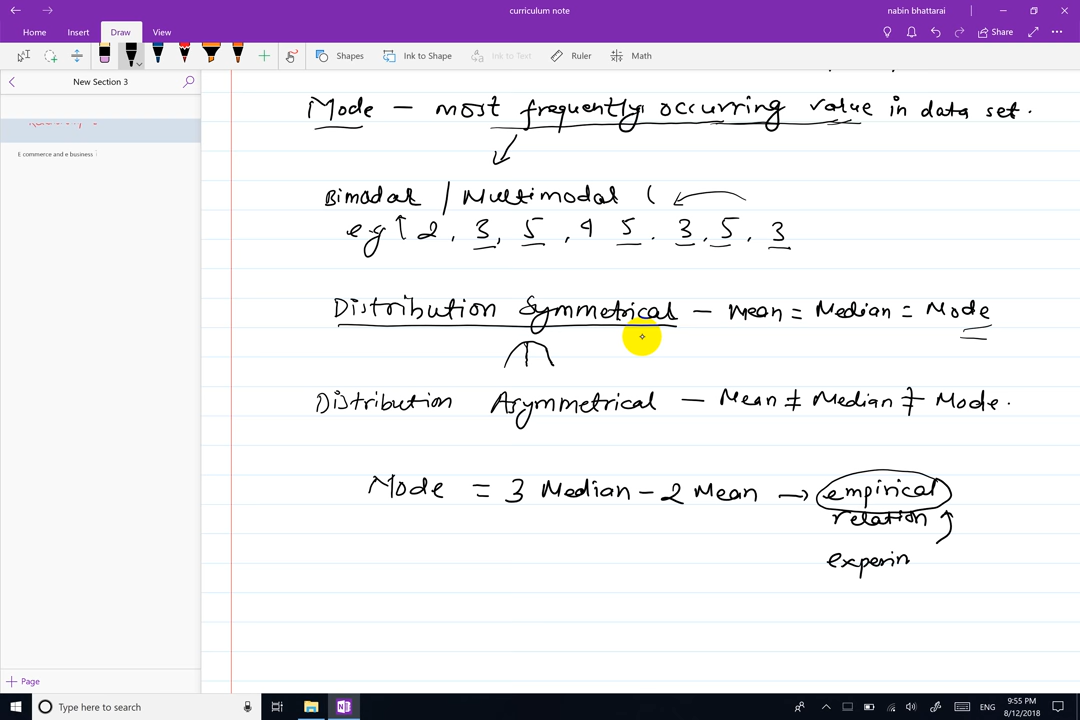 curriculum note
nabin bhattarai
Home Insert Draw View
Share
Shapes Ink to Shape Ink to Text Ruler Math
New Section 3
E commerce and e business
Mode — most frequently occurring value in data set.
Bimodal / Multimodal (
e.g 2, 3, 5, 4 5. 3, 5, 3
Distribution Symmetrical — Mean = Median = Mode
Distribution Asymmetrical — Mean ≠ Median ≠ Mode.
Mode = 3 Median - 2 Mean → empirical
relation
experin
+ Page
Type here to search
ENG
9:55 PM
8/12/2018